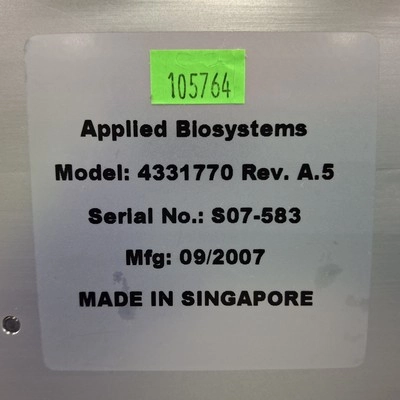 105764
Applied Biosystems
Model: 4331770 Rev. A.5
Serial No.: S07-583
Mfg: 09/2007
MADE IN SINGAPORE